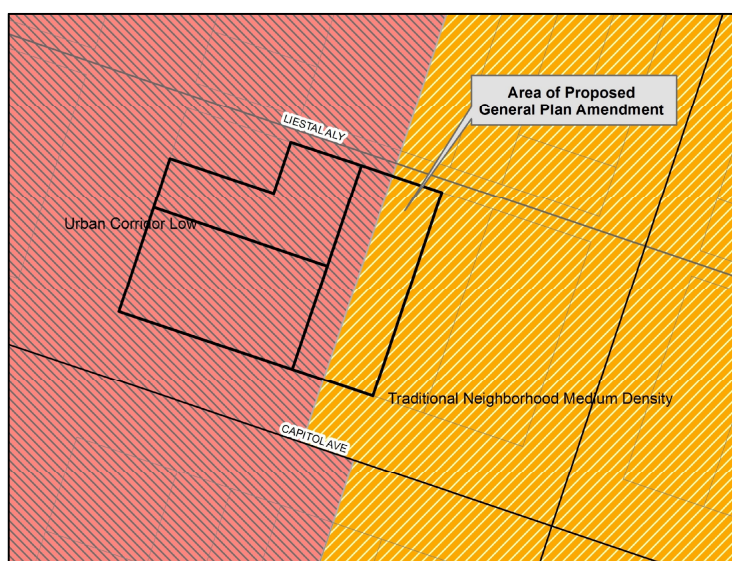 Area of Proposed
General Plan Amendment
LIESTAL ALY
Urban Corridor Low
Traditional Neighborhood Medium Density
CAPITOL AVE